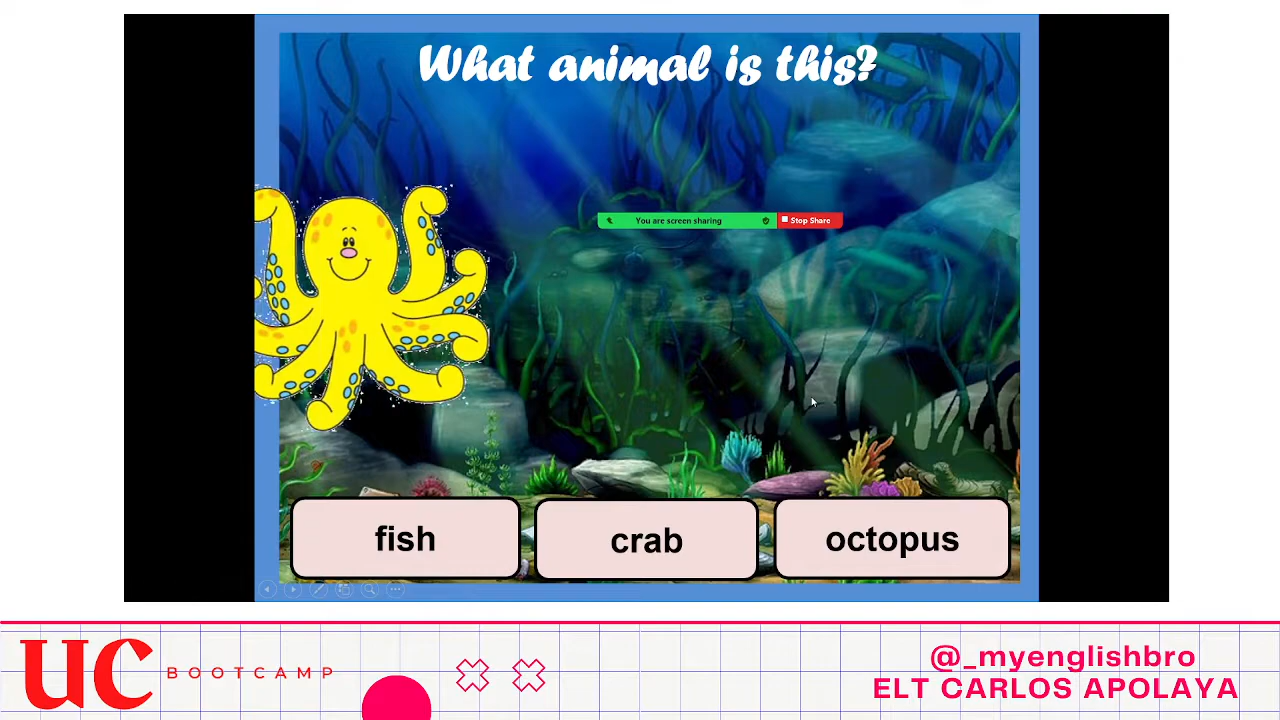 What animal is this?
You are screen sharing
Stop Share
fish
crab
octopus
UC BOOTCAMP
@_myenglishbro
ELT CARLOS APOLAYA